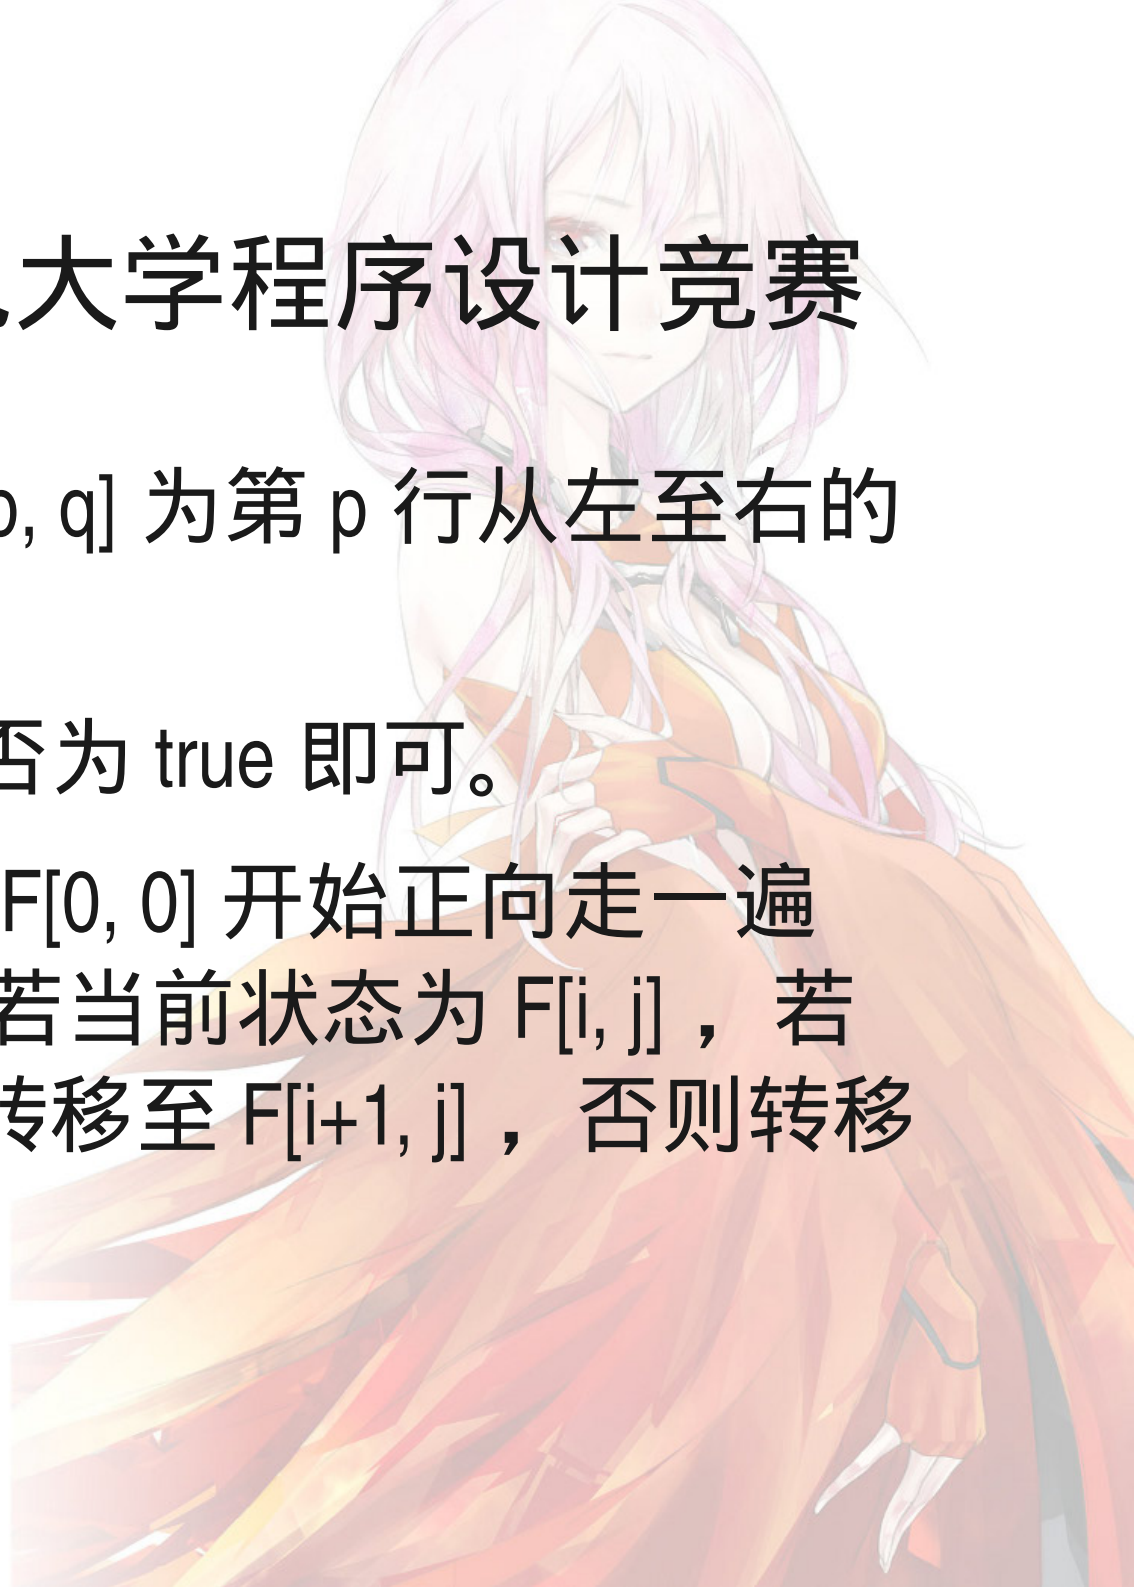 大学程序设计竞赛
, q] 为第 p 行从左至右的
否为 true 即可。
F[0, 0] 开始正向走一遍
若当前状态为 F[i, j] ，若
转移至 F[i+1, j] ，否则转移